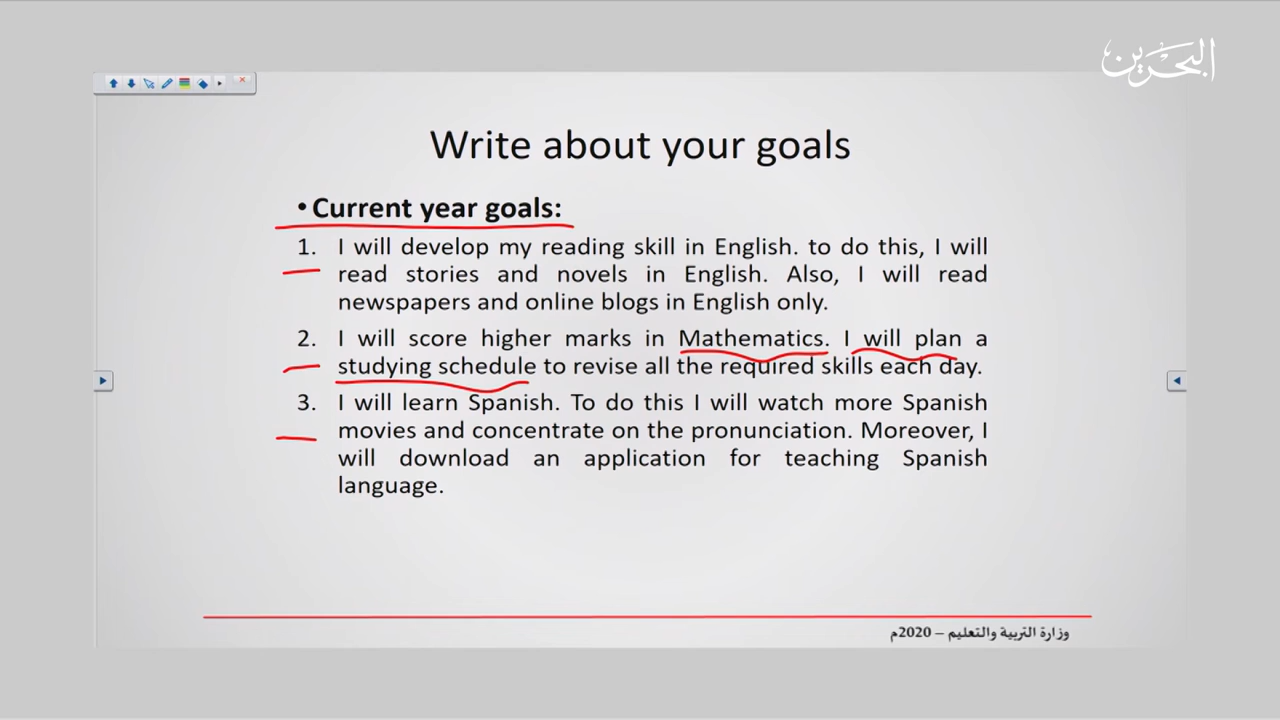 البحرين
Write about your goals
• Current year goals:
1. I will develop my reading skill in English. to do this, I will
read stories and novels in English. Also, I will read
newspapers and online blogs in English only.
2. I will score higher marks in Mathematics. I will plan a
studying schedule to revise all the required skills each day.
3. I will learn Spanish. To do this I will watch more Spanish
movies and concentrate on the pronunciation. Moreover, I
will download an application for teaching Spanish
language.
وزارة التربية والتعليم – 2020م